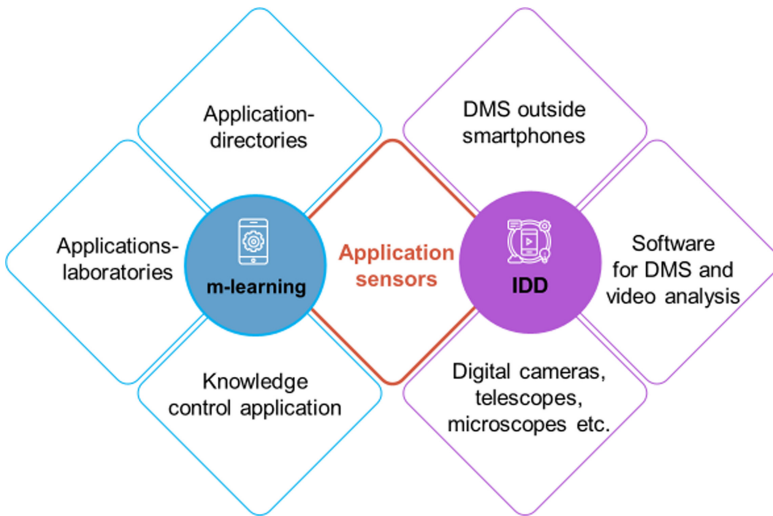 Application-
directories
DMS outside
smartphones
Applications-
laboratories
m-learning
Application
sensors
IDD
Software
for DMS and
video analysis
Knowledge
control application
Digital cameras,
telescopes,
microscopes etc.